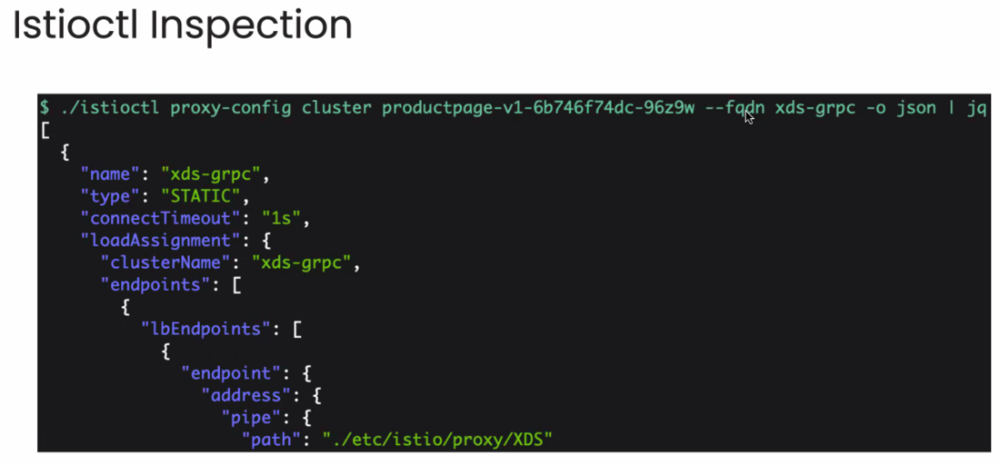 Istioctl Inspection
$ ./istioctl proxy-config cluster productpage-v1-6b746f74dc-96z9w --fqdn xds-grpc -o json | jq
[
  {
    "name": "xds-grpc",
    "type": "STATIC",
    "connectTimeout": "1s",
    "loadAssignment": {
      "clusterName": "xds-grpc",
      "endpoints": [
        {
          "lbEndpoints": [
            {
              "endpoint": {
                "address": {
                  "pipe": {
                    "path": "./etc/istio/proxy/XDS"